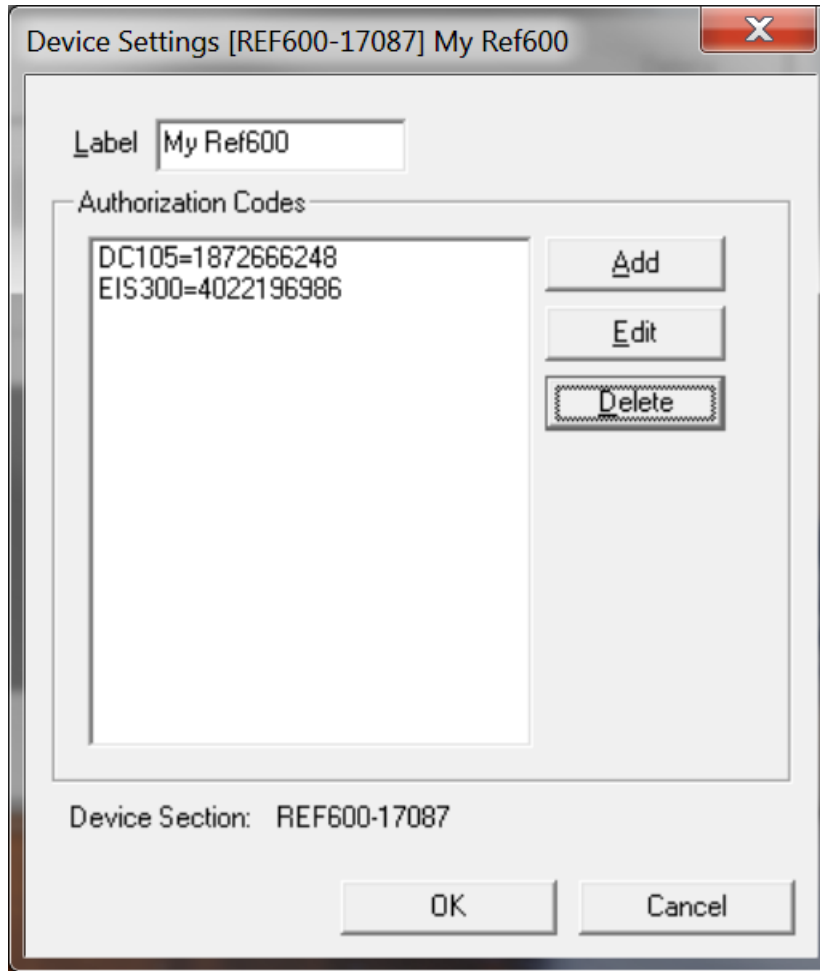 Device Settings [REF600-17087] My Ref600
Label My Ref600
Authorization Codes
DC105=1872666248
EIS300=4022196986
Add
Edit
Delete
Device Section: REF600-17087
OK Cancel